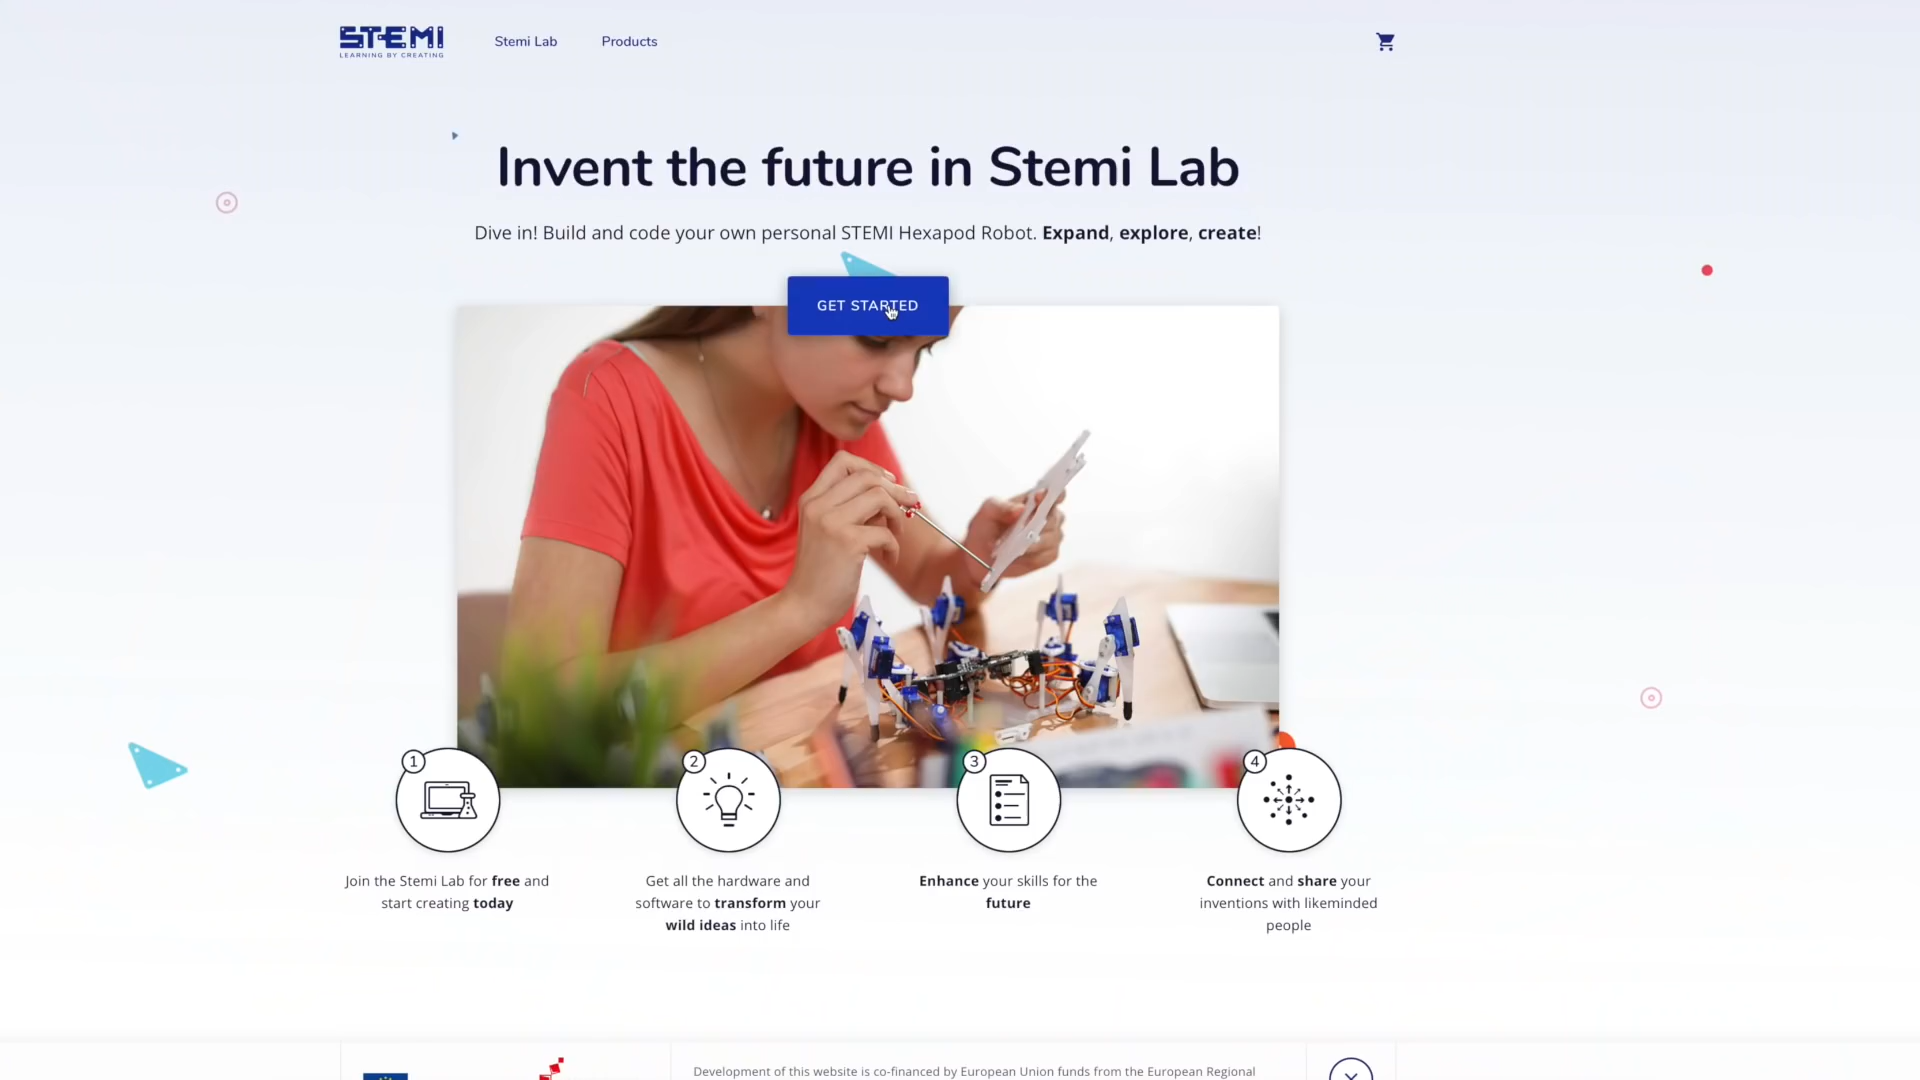 STEMI
LEARNING BY CREATING
Stemi Lab
Products
Invent the future in Stemi Lab
Dive in! Build and code your own personal STEMI Hexapod Robot. Expand, explore, create!
GET STARTED
1
2
3
4
Join the Stemi Lab for free and
start creating today
Get all the hardware and
software to transform your
wild ideas into life
Enhance your skills for the
future
Connect and share your
inventions with likeminded
people
Development of this website is co-financed by European Union funds from the European Regional